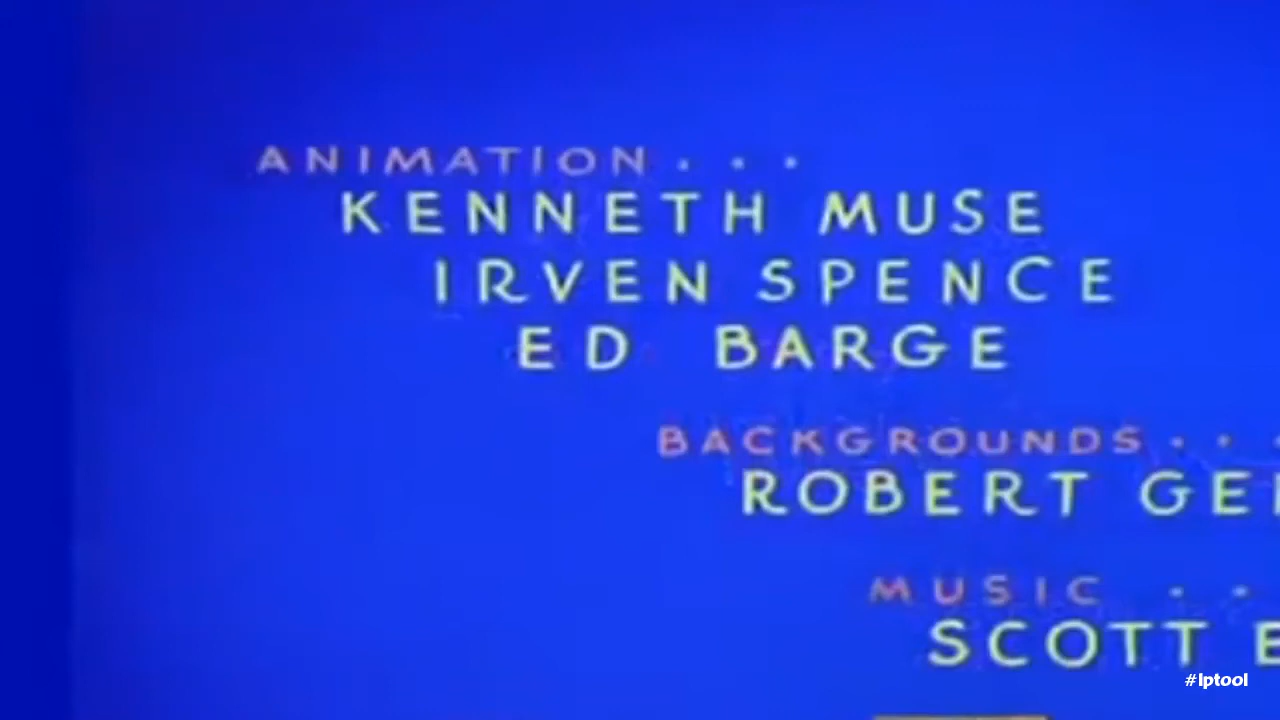 ANIMATION . . .
KENNETH MUSE
IRVEN SPENCE
ED BARGE
BACKGROUNDS . . .
ROBERT
MUSIC . .
SCOTT
#lptool